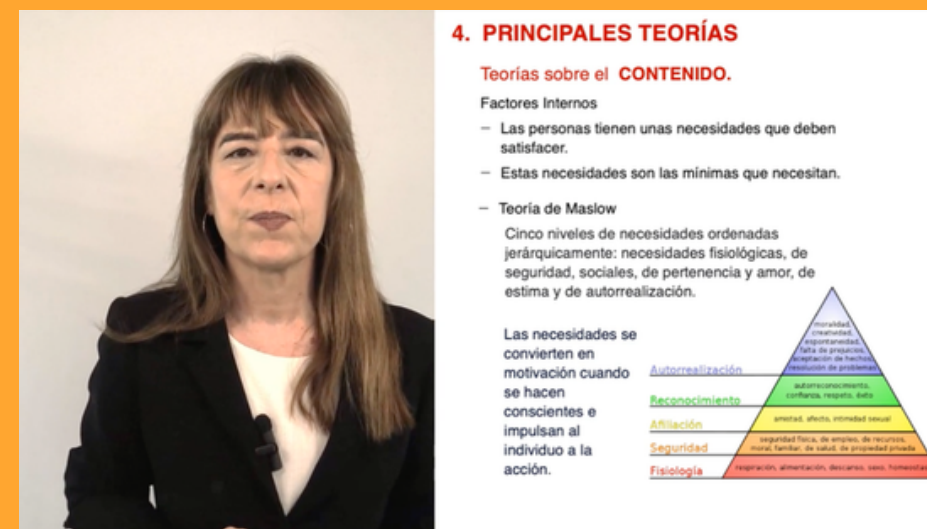 4. PRINCIPALES TEORÍAS
Teorías sobre el CONTENIDO.
Factores Internos
– Las personas tienen unas necesidades que deben
satisfacer.
– Estas necesidades son las mínimas que necesitan.
– Teoría de Maslow
Cinco niveles de necesidades ordenadas
jerárquicamente: necesidades fisiológicas, de
seguridad, sociales, de pertenencia y amor, de
estima y de autorrealización.
Las necesidades se
convierten en
motivación cuando
se hacen
conscientes e
impulsan al
individuo a la
acción.
moralidad,
creatividad,
espontaneidad,
falta de prejuicios,
aceptación de hechos,
resolución de problemas
Autorrealización
autorreconocimiento,
confianza, respeto, éxito
Reconocimiento
amistad, afecto, intimidad sexual
Afiliación
seguridad física, de empleo, de recursos,
moral, familiar, de salud, de propiedad privada
Seguridad
respiración, alimentación, descanso, sexo, homeostas
Fisiología